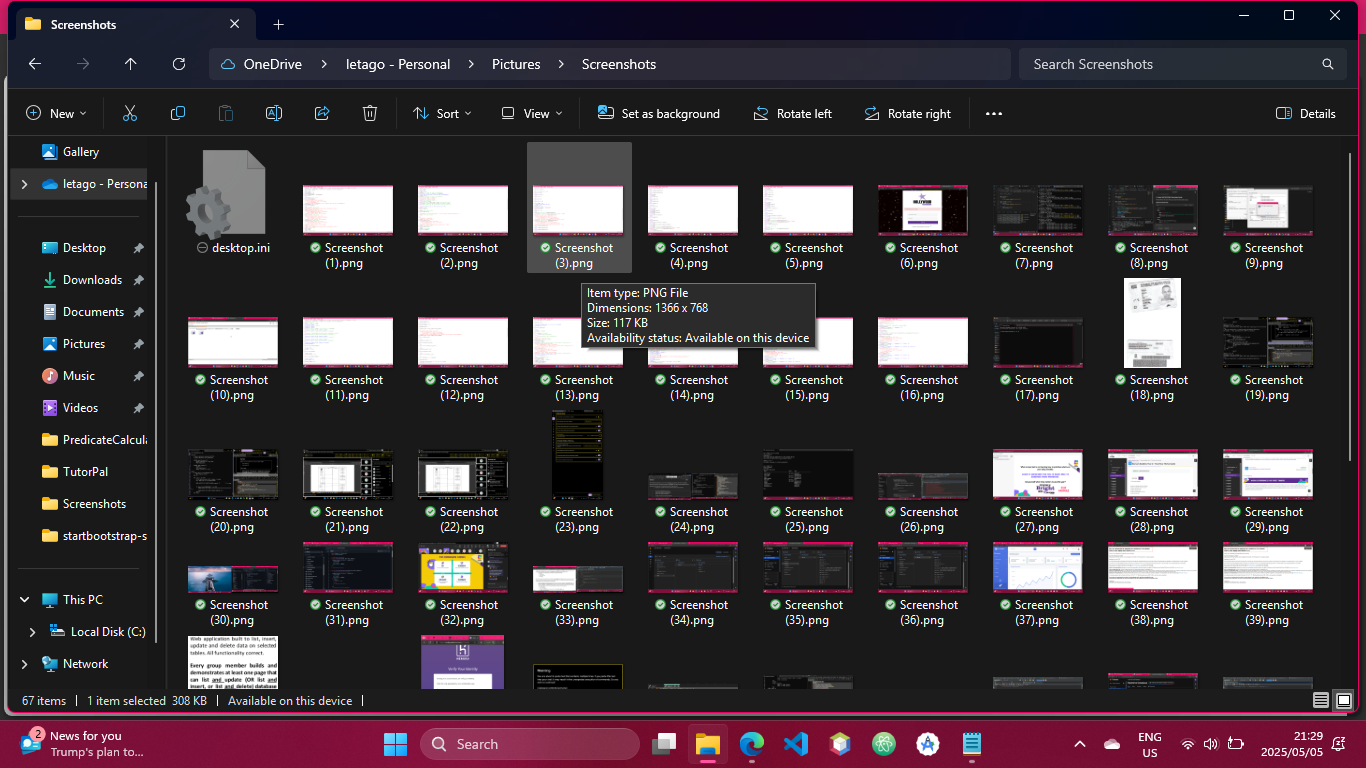 Screenshots
OneDrive
letago - Personal
Pictures
Screenshots
Search Screenshots
New
Sort
View
Set as background
Rotate left
Rotate right
Details
Gallery
letago - Persona
Desktop
Downloads
Documents
Pictures
Music
Videos
PredicateCalcula
TutorPal
Screenshots
startbootstrap-s
This PC
Local Disk (C:)
Network
desktop.ini
Screenshot
(1).png
Screenshot
(2).png
Screenshot
(3).png
Screenshot
(4).png
Screenshot
(5).png
Screenshot
(6).png
Screenshot
(7).png
Screenshot
(8).png
Screenshot
(9).png
Item type: PNG File
Dimensions: 1366 x 768
Size: 117 KB
Availability status: Available on this device
Screenshot
(10).png
Screenshot
(11).png
Screenshot
(12).png
Screenshot
(13).png
Screenshot
(14).png
Screenshot
(15).png
Screenshot
(16).png
Screenshot
(17).png
Screenshot
(18).png
Screenshot
(19).png
Screenshot
(20).png
Screenshot
(21).png
Screenshot
(22).png
Screenshot
(23).png
Screenshot
(24).png
Screenshot
(25).png
Screenshot
(26).png
Screenshot
(27).png
Screenshot
(28).png
Screenshot
(29).png
Screenshot
(30).png
Screenshot
(31).png
Screenshot
(32).png
Screenshot
(33).png
Screenshot
(34).png
Screenshot
(35).png
Screenshot
(36).png
Screenshot
(37).png
Screenshot
(38).png
Screenshot
(39).png
Web application built to list, insert,
update and delete data on selected
tables. All functionality correct.
Every group member builds and
demonstrates at least one page that
can list and update (OR list and
insert, or list and delete) database
67 items
1 item selected 308 KB
Available on this device
2
News for you
Trump's plan to...
Search
ENG
US
21:29
2025/05/05